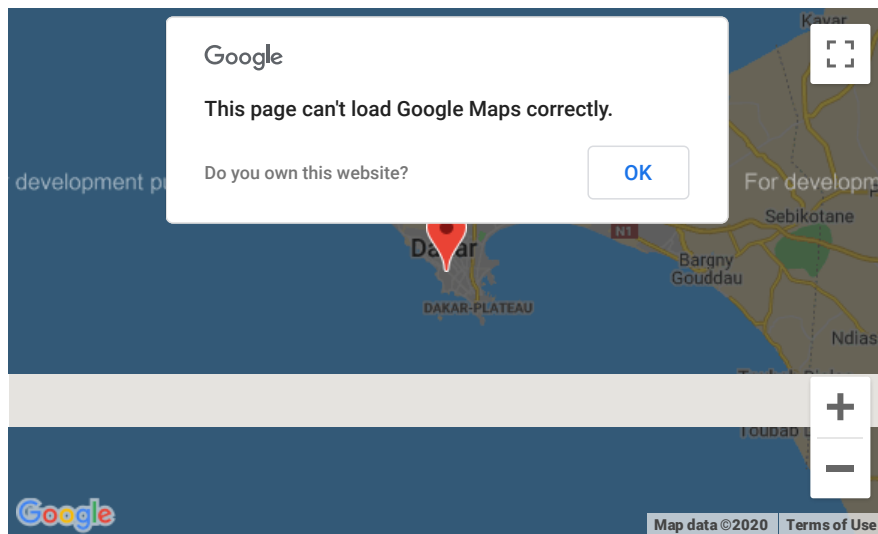 Kayar
Google
This page can't load Google Maps correctly.
Do you own this website?
OK
development
For
Sebikotane
N1
Dakar
Bargny
Gouddau
DAKAR-PLATEAU
Ndias
Toubab
Google
Map data ©2020
Terms of Use